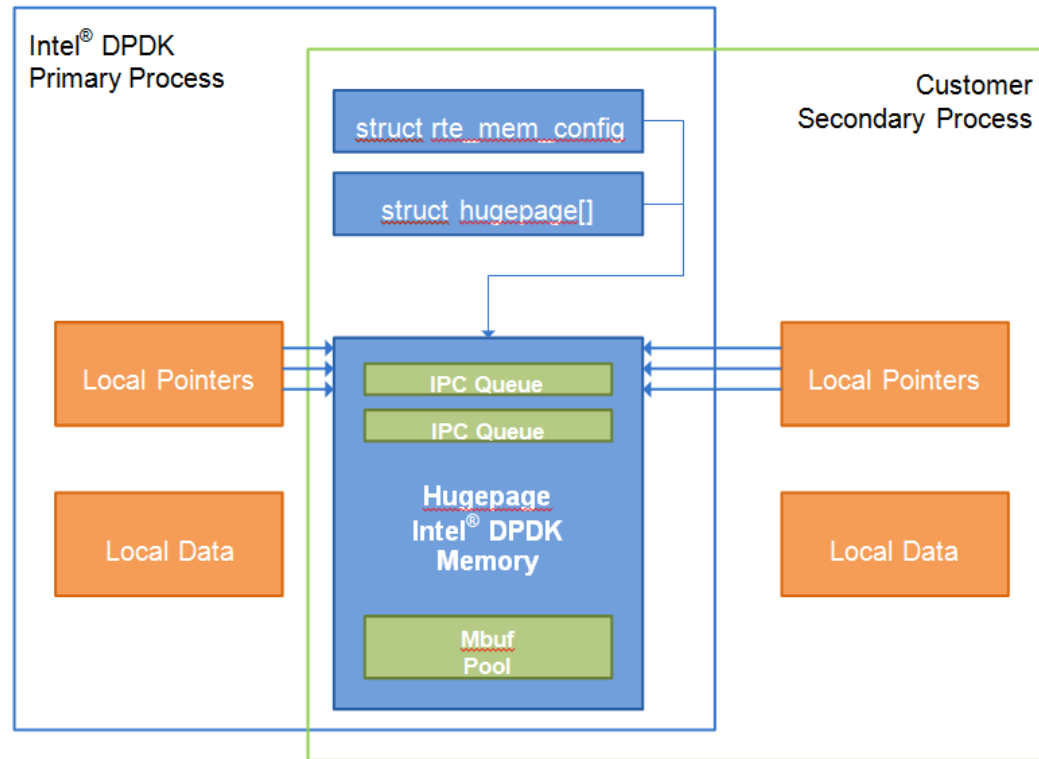 Intel® DPDK
Primary Process
Customer
Secondary Process
struct rte_mem_config
struct hugepage[]
Local Pointers
IPC Queue
IPC Queue
Local Pointers
Hugepage
Intel® DPDK
Memory
Local Data
Local Data
Mbuf
Pool